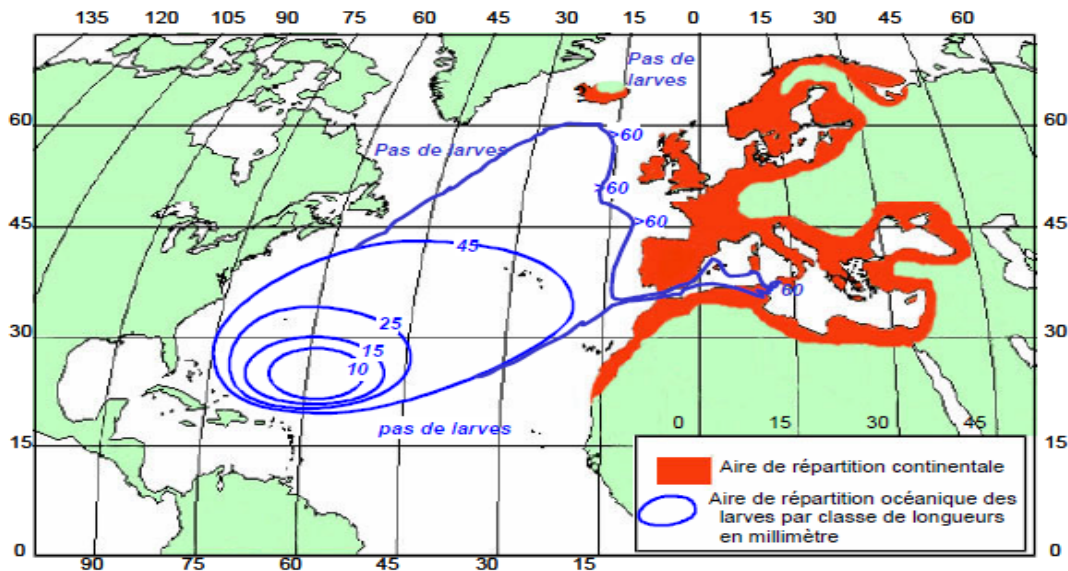 135 105 90 75 60 45 30 15 0 15 30 45 60
Pas de
larves
60 >60 60
Pas de larves
>60
>60
45 45 45
60
25
30 30
15
10
pas de larves
0 15 30 45
15 15
Aire de répartition continentale
Aire de répartition océanique des
larves par classe de longueurs
en millimètre
0 0
90 75 60 45 30 15